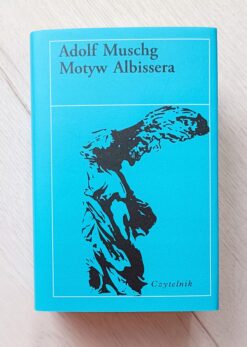 Adolf Muschg
Motyw Albissera
Czytelnik